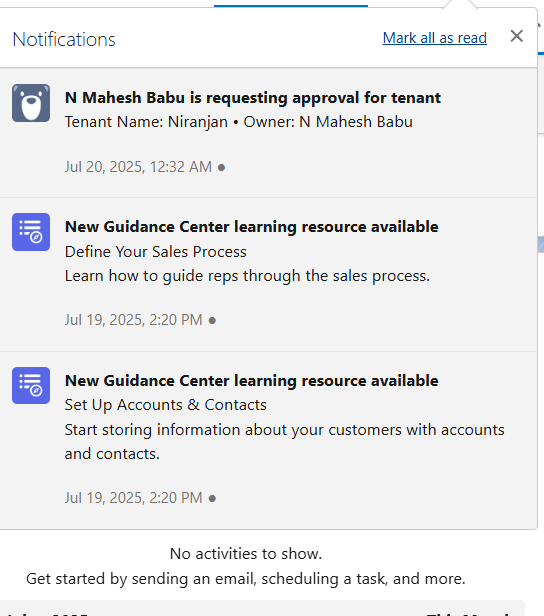 Notifications
Mark all as read
N Mahesh Babu is requesting approval for tenant
Tenant Name: Niranjan • Owner: N Mahesh Babu
Jul 20, 2025, 12:32 AM
New Guidance Center learning resource available
Define Your Sales Process
Learn how to guide reps through the sales process.
Jul 19, 2025, 2:20 PM
New Guidance Center learning resource available
Set Up Accounts & Contacts
Start storing information about your customers with accounts
and contacts.
Jul 19, 2025, 2:20 PM
No activities to show.
Get started by sending an email, scheduling a task, and more.